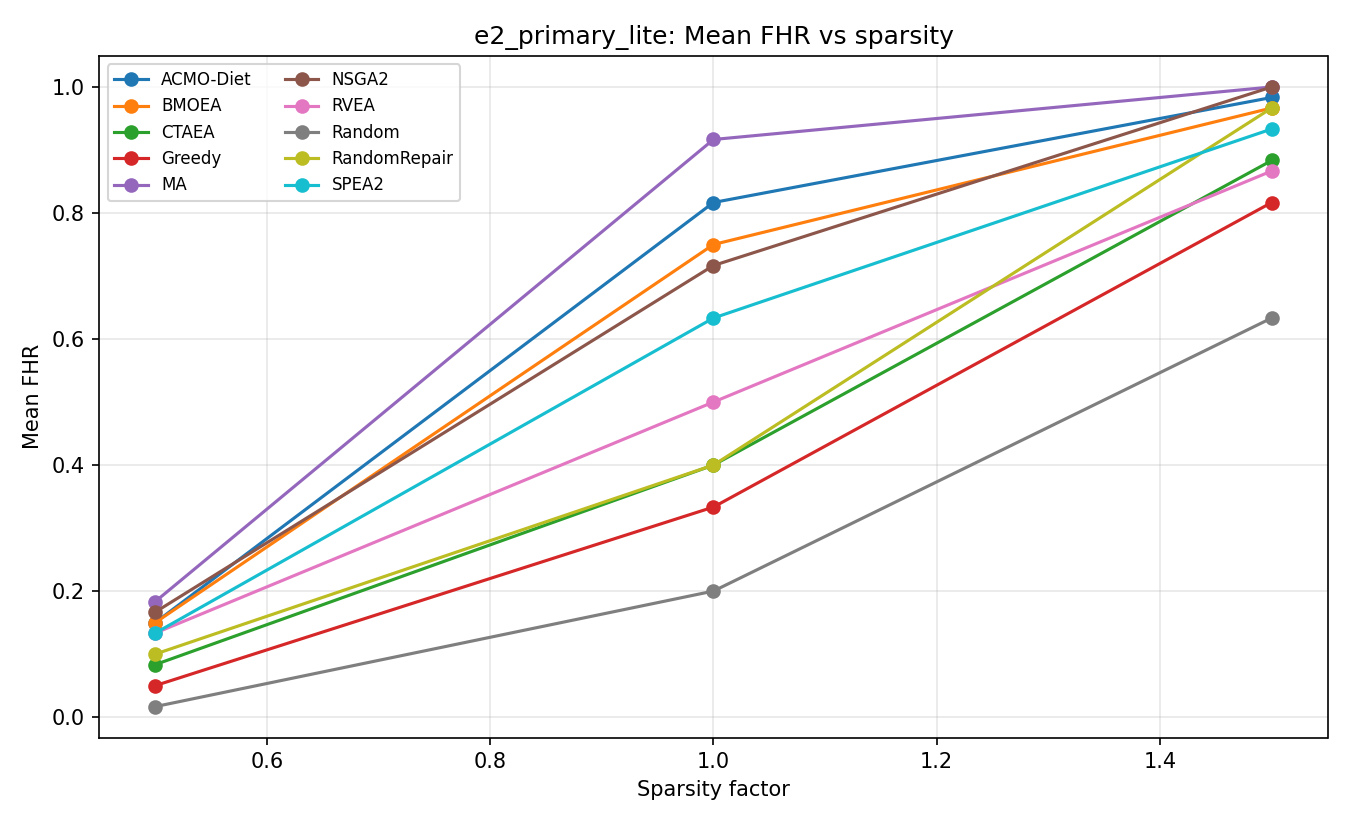 e2_primary_lite: Mean FHR vs sparsity
ACMO-Diet
BMOEA
CTAEA
Greedy
MA
NSGA2
RVEA
Random
RandomRepair
SPEA2
Mean FHR
1.0
0.8
0.6
0.4
0.2
0.0
0.6 0.8 1.0 1.2 1.4
Sparsity factor